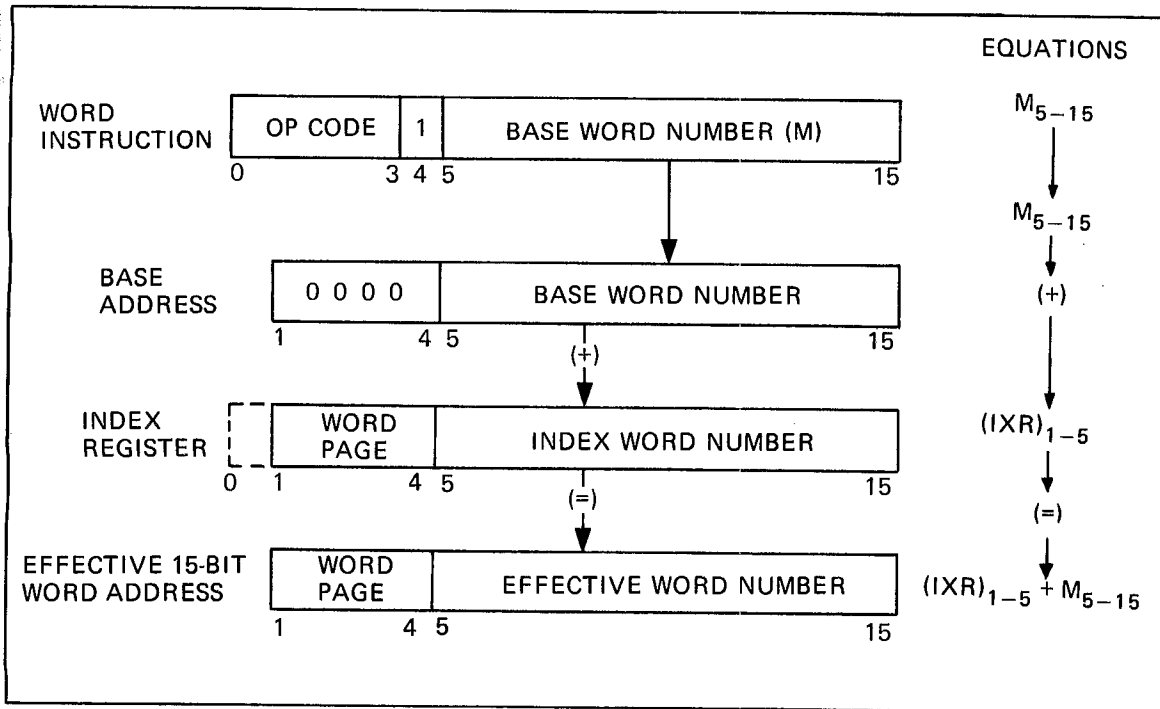 EQUATIONS
WORD
INSTRUCTION
OP CODE 1 BASE WORD NUMBER (M)
0 3 4 5 15
M5–15
M5–15
BASE
ADDRESS
0 0 0 0 BASE WORD NUMBER
1 4 5 15
(+)
(+)
INDEX
REGISTER
WORD
PAGE
INDEX WORD NUMBER
0 1 4 5 15
(IXR)1–5
(=)
(=)
EFFECTIVE 15-BIT
WORD ADDRESS
WORD
PAGE
EFFECTIVE WORD NUMBER
1 4 5 15
(IXR)1–5 + M5–15